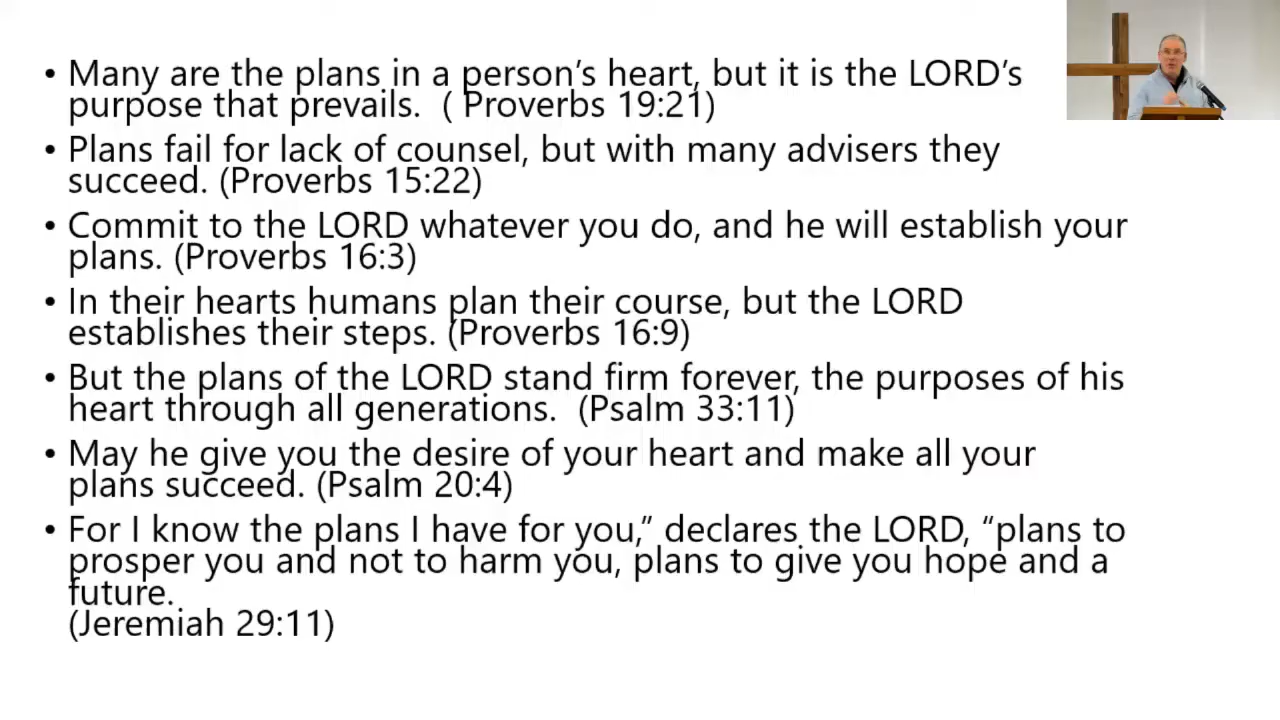 • Many are the plans in a person’s heart, but it is the LORD’s
purpose that prevails.  ( Proverbs 19:21)
• Plans fail for lack of counsel, but with many advisers they
succeed. (Proverbs 15:22)
• Commit to the LORD whatever you do, and he will establish your
plans. (Proverbs 16:3)
• In their hearts humans plan their course, but the LORD
establishes their steps. (Proverbs 16:9)
• But the plans of the LORD stand firm forever, the purposes of his
heart through all generations.  (Psalm 33:11)
• May he give you the desire of your heart and make all your
plans succeed. (Psalm 20:4)
• For I know the plans I have for you,” declares the LORD, “plans to
prosper you and not to harm you, plans to give you hope and a
future.
(Jeremiah 29:11)